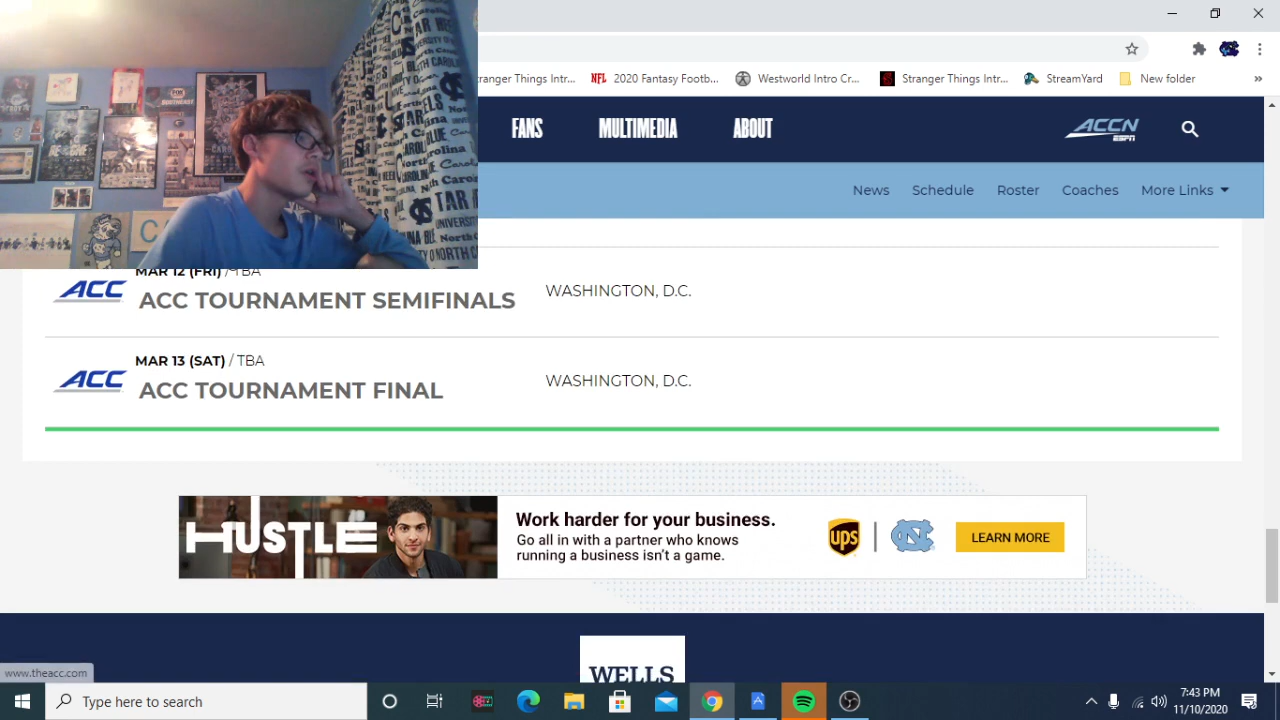 tranger Things Intr...
NFL 2020 Fantasy Footb...
Westworld Intro Cr...
Stranger Things Intr...
StreamYard
New folder
»
FANS
MULTIMEDIA
ABOUT
ACCN
ESPN
News
Schedule
Roster
Coaches
More Links
MAR 12 (FRI) / TBA
ACC
ACC TOURNAMENT SEMIFINALS
WASHINGTON, D.C.
MAR 13 (SAT) / TBA
ACC
ACC TOURNAMENT FINAL
WASHINGTON, D.C.
HUSTLE
Work harder for your business.
Go all in with a partner who knows
running a business isn't a game.
ups
LEARN MORE
WELLS
www.theacc.com
Type here to search
7:43 PM
11/10/2020